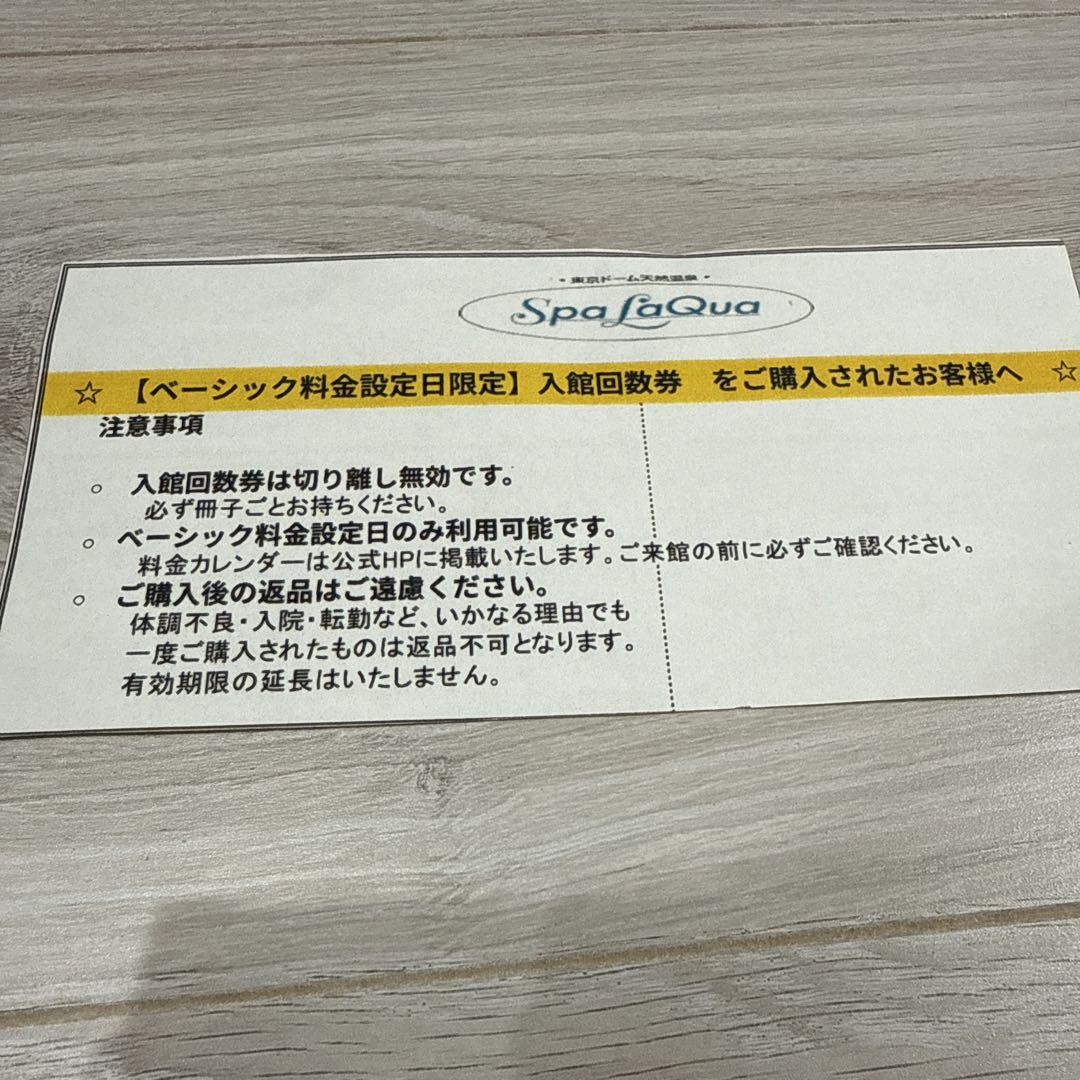 ・東京ドーム天然温泉・
Spa LaQua
☆ 【ベーシック料金設定日限定】入館回数券 をご購入されたお客様へ ☆
注意事項
○ 入館回数券は切り離し無効です。
必ず冊子ごとお持ちください。
○ ベーシック料金設定日のみ利用可能です。
料金カレンダーは公式HPに掲載いたします。ご来館の前に必ずご確認ください。
○ ご購入後の返品はご遠慮ください。
体調不良・入院・転勤など、いかなる理由でも
一度ご購入されたものは返品不可となります。
有効期限の延長はいたしません。